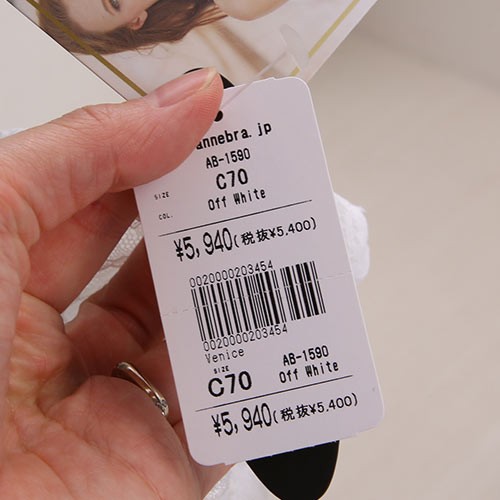 annebra.jp
AB-1590
SIZE C70
COL. Off White
¥5,940(税抜¥5,400)
0020000203454
0020000203454
Venice
AB-1590
SIZE
C70 Off White
¥5,940(税抜¥5,400)